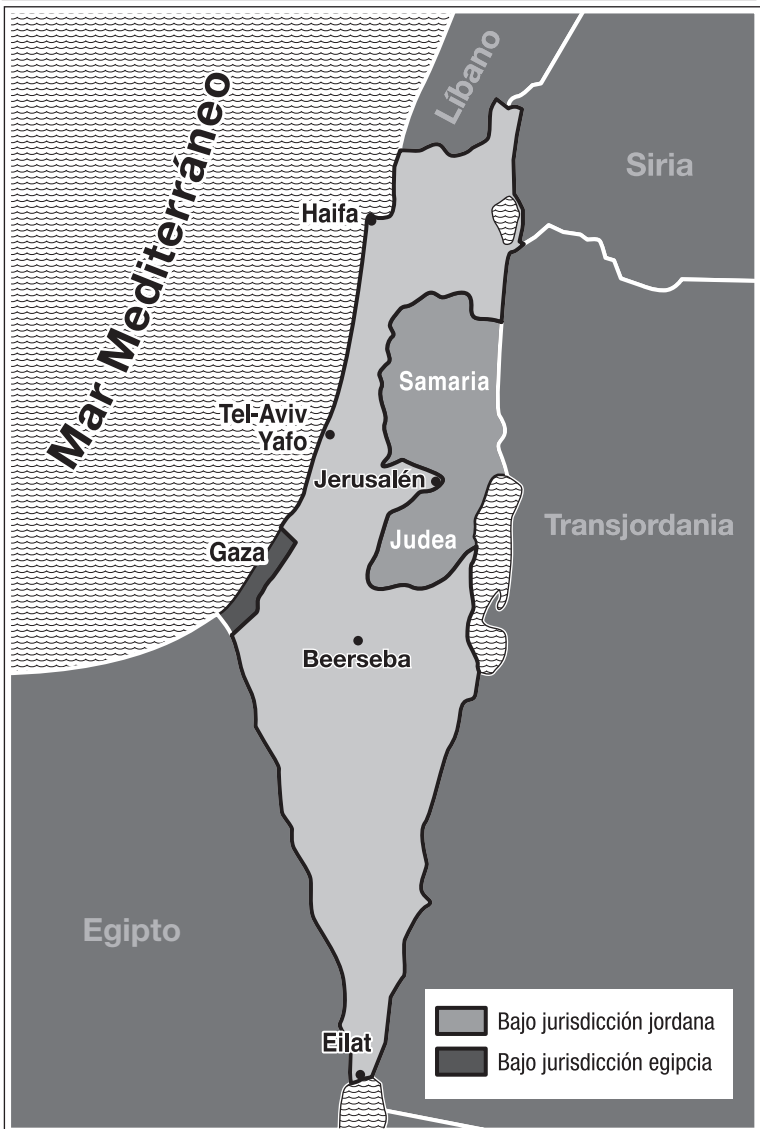 Líbano
Siria
Mar Mediterráneo
Haifa
Samaria
Tel-Aviv
Yafo
Jerusalén
Transjordania
Gaza
Judea
Beerseba
Egipto
Eilat
Bajo jurisdicción jordana
Bajo jurisdicción egipcia